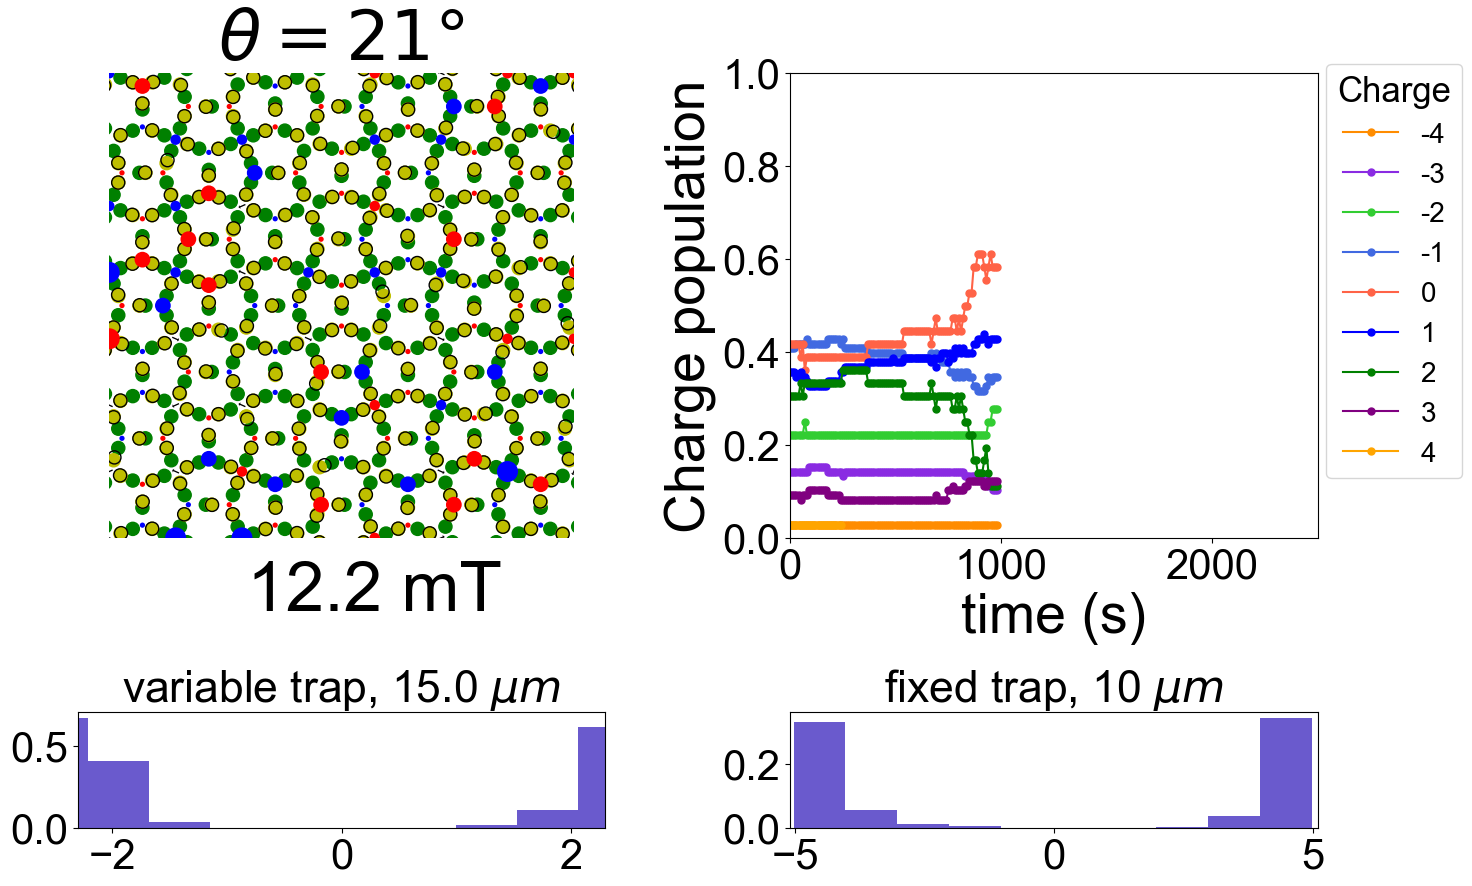 θ = 21°
12.2 mT
Charge population
1.0
0.8
0.6
0.4
0.2
0.0
0 1000 2000
time (s)
Charge
-4
-3
-2
-1
0
1
2
3
4
variable trap, 15.0 μm
0.5
0.0
−2 0 2
fixed trap, 10 μm
0.2
0.0
−5 0 5